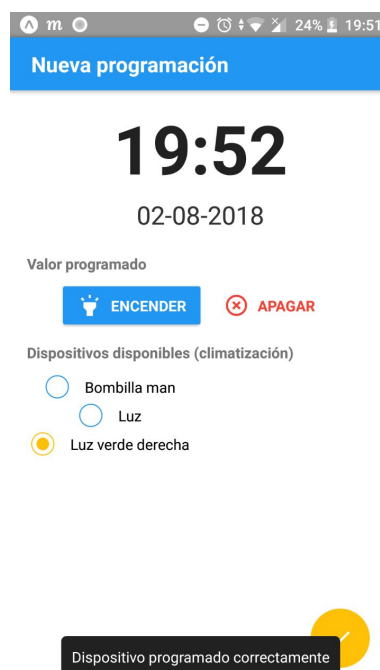 m 24% 19:51
Nueva programación
19:52
02-08-2018
Valor programado
ENCENDER APAGAR
Dispositivos disponibles (climatización)
Bombilla man
Luz
Luz verde derecha
Dispositivo programado correctamente